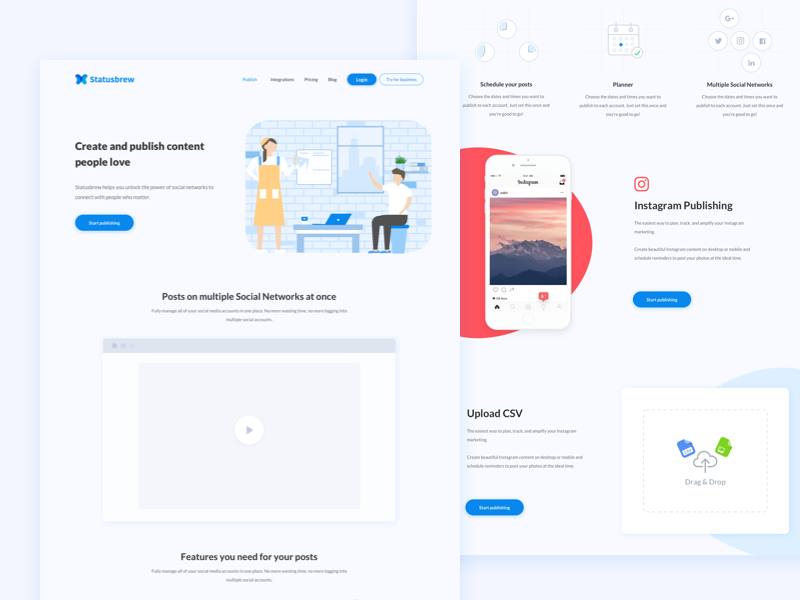 Statusbrew
Publish
Integrations
Pricing
Blog
Login
Try for business
Create and publish content
people love
Statusbrew helps you unlock the power of social networks to
connect with people who matter.
Start publishing
Posts on multiple Social Networks at once
Fully manage all of your social media accounts in one place. No more wasting time, no more logging into
multiple social accounts.
Features you need for your posts
Fully manage all of your social media accounts in one place. No more wasting time, no more logging into
multiple social accounts.
Schedule your posts
Choose the dates and times you want to
publish to each account. Just set this once and
you're good to go!
Planner
Choose the dates and times you want to
publish to each account. Just set this once and
you're good to go!
G+
in
Multiple Social Networks
Choose the dates and times you want to
publish to each account. Just set this once and
you're good to go!
Instagram
Instagram Publishing
The easiest way to plan, track, and amplify your Instagram
marketing.
Create beautiful Instagram content on desktop or mobile and
schedule reminders to post your photos at the ideal time.
Start publishing
Upload CSV
The easiest way to plan, track, and amplify your Instagram
marketing.
Create beautiful Instagram content on desktop or mobile and
schedule reminders to post your photos at the ideal time.
Start publishing
CSV
Drag & Drop